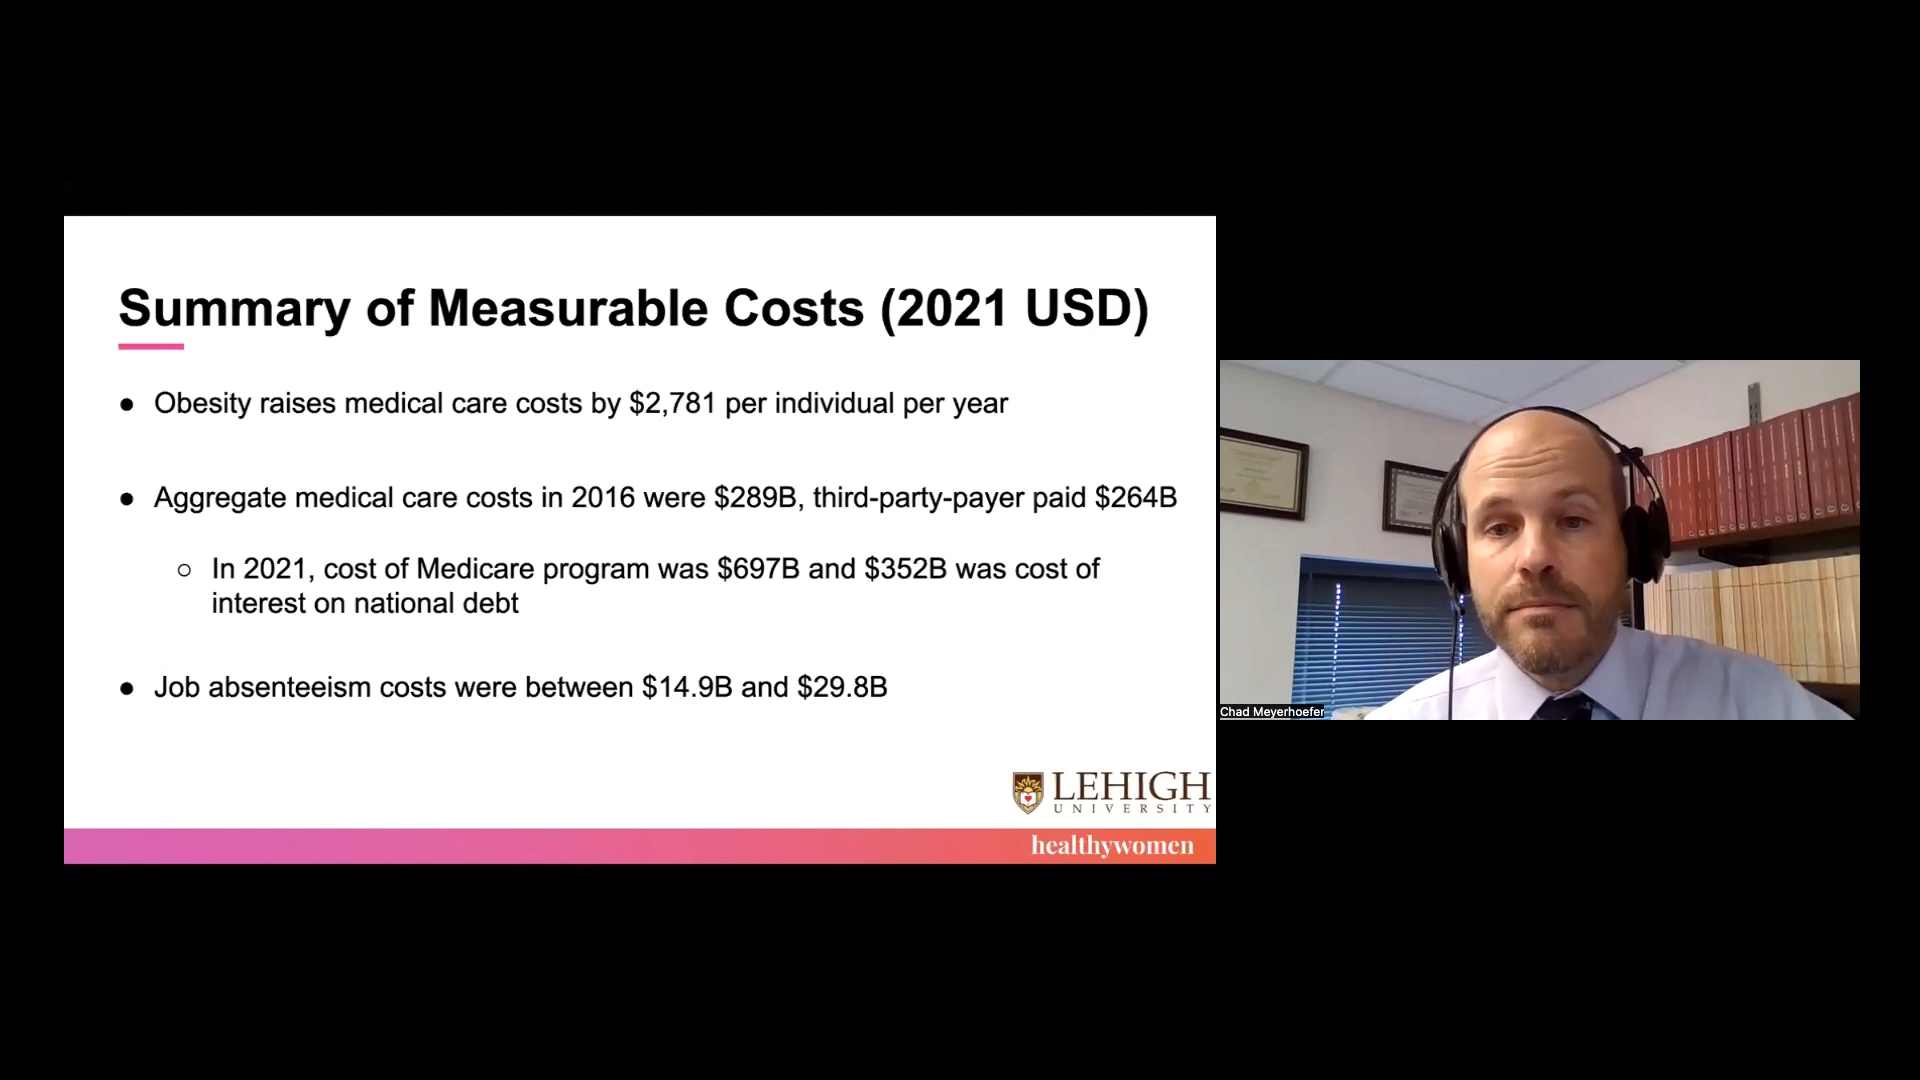 Summary of Measurable Costs (2021 USD)
● Obesity raises medical care costs by $2,781 per individual per year
● Aggregate medical care costs in 2016 were $289B, third-party-payer paid $264B
○ In 2021, cost of Medicare program was $697B and $352B was cost of
interest on national debt
● Job absenteeism costs were between $14.9B and $29.8B
LEHIGH
UNIVERSITY
healthywomen
Chad Meyerhoefer